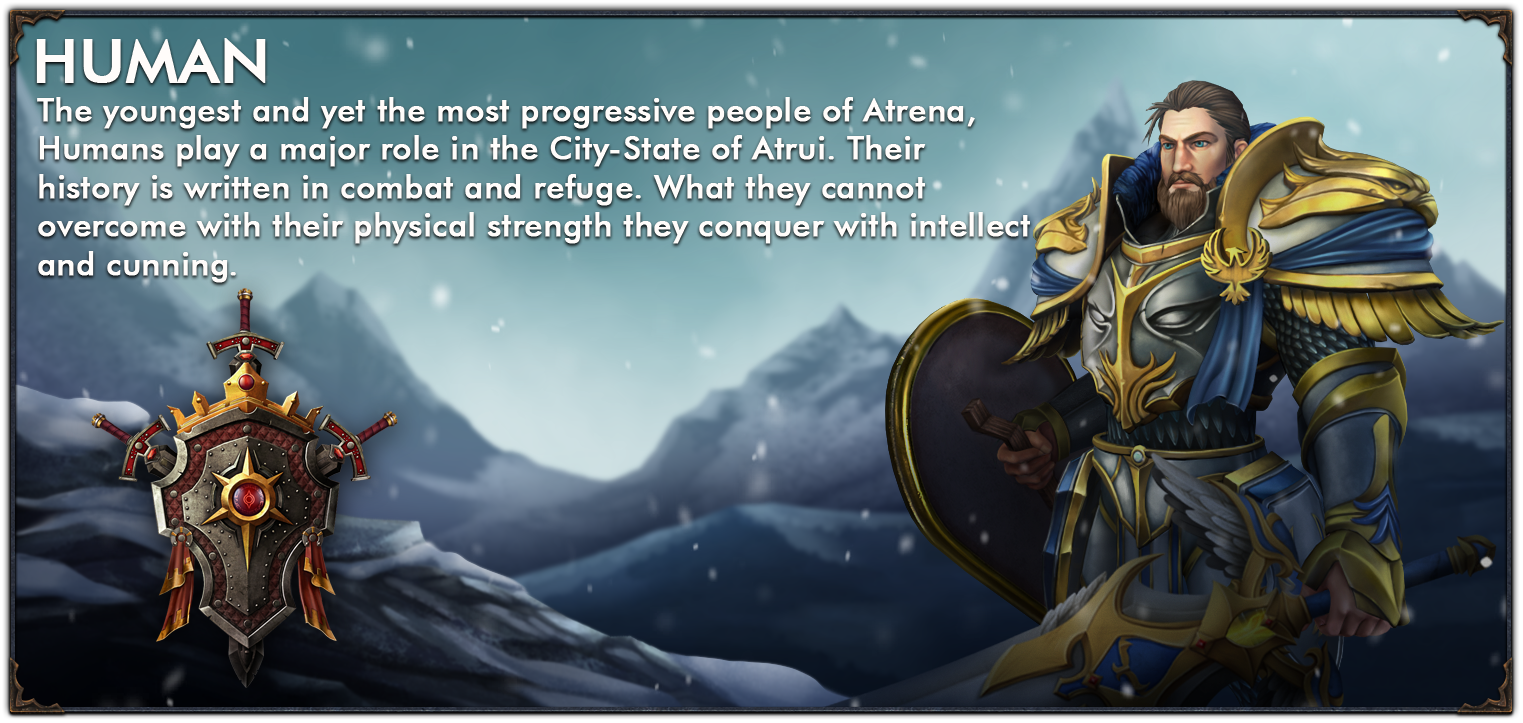 HUMAN
The youngest and yet the most progressive people of Atrena,
Humans play a major role in the City-State of Atrui. Their
history is written in combat and refuge. What they cannot
overcome with their physical strength they conquer with intellect
and cunning.